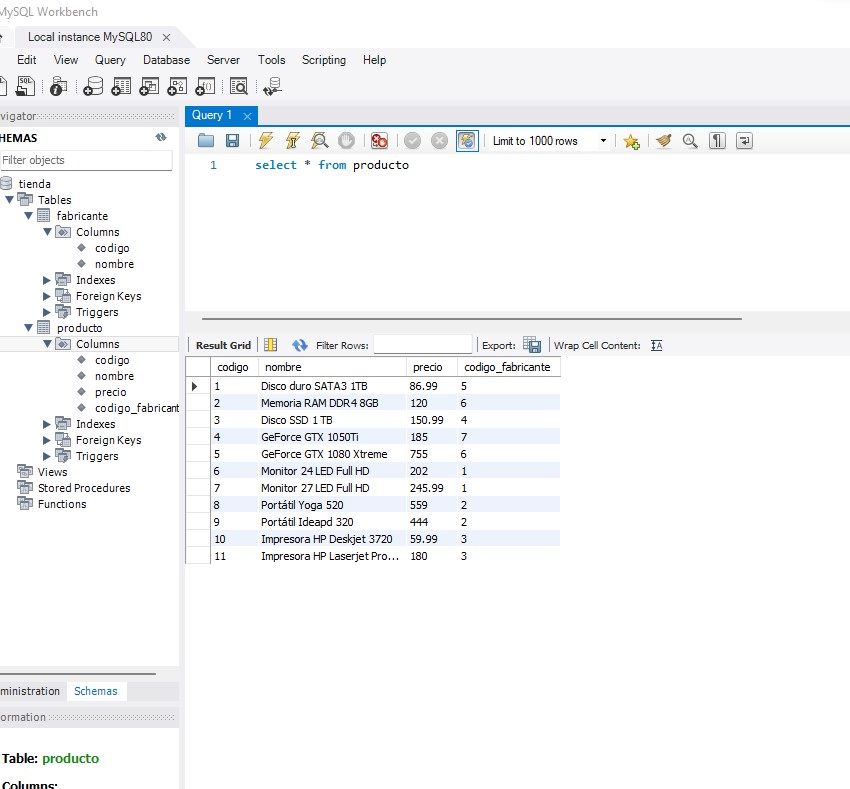 MySQL Workbench
Local instance MySQL80
Edit View Query Database Server Tools Scripting Help
Query 1
Limit to 1000 rows
HEMAS
Filter objects
tienda
Tables
fabricante
Columns
codigo
nombre
Indexes
Foreign Keys
Triggers
producto
Columns
codigo
nombre
precio
codigo_fabricant
Indexes
Foreign Keys
Triggers
Views
Stored Procedures
Functions
ministration Schemas
ormation
Table: producto
Columns:
1 select * from producto
Result Grid Filter Rows: Export: Wrap Cell Content:
codigo nombre precio codigo_fabricante
1 Disco duro SATA3 1TB 86.99 5
2 Memoria RAM DDR4 8GB 120 6
3 Disco SSD 1 TB 150.99 4
4 GeForce GTX 1050Ti 185 7
5 GeForce GTX 1080 Xtreme 755 6
6 Monitor 24 LED Full HD 202 1
7 Monitor 27 LED Full HD 245.99 1
8 Portátil Yoga 520 559 2
9 Portátil Ideapd 320 444 2
10 Impresora HP Deskjet 3720 59.99 3
11 Impresora HP Laserjet Pro... 180 3